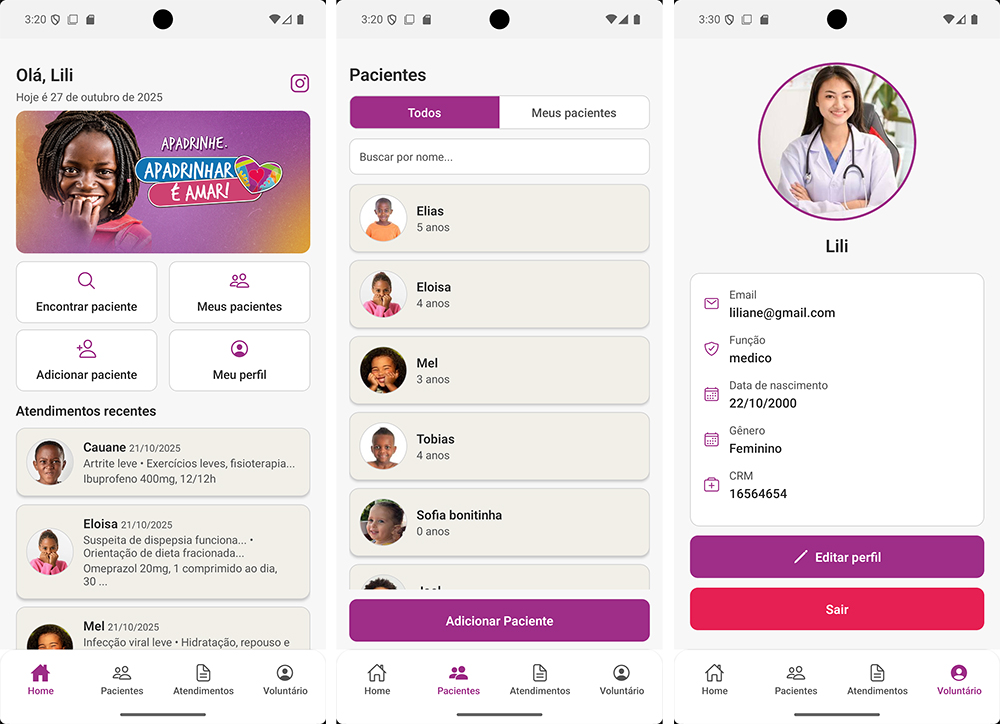 3:20
Olá, Lili
Hoje é 27 de outubro de 2025
APADRINHE.
APADRINHAR
É AMAR!
Encontrar paciente
Meus pacientes
Adicionar paciente
Meu perfil
Atendimentos recentes
Cauane 21/10/2025
Artrite leve • Exercícios leves, fisioterapia...
Ibuprofeno 400mg, 12/12h
Eloisa 21/10/2025
Suspeita de dispepsia funciona... •
Orientação de dieta fracionada...
Omeprazol 20mg, 1 comprimido ao dia,
30 ...
Mel 21/10/2025
Infecção viral leve • Hidratação, repouso e
Home
Pacientes
Atendimentos
Voluntário
3:20
Pacientes
Todos
Meus pacientes
Buscar por nome...
Elias
5 anos
Eloisa
4 anos
Mel
3 anos
Tobias
4 anos
Sofia bonitinha
0 anos
Adicionar Paciente
Home
Pacientes
Atendimentos
Voluntário
3:30
Lili
Email
liliane@gmail.com
Função
medico
Data de nascimento
22/10/2000
Gênero
Feminino
CRM
16564654
Editar perfil
Sair
Home
Pacientes
Atendimentos
Voluntário